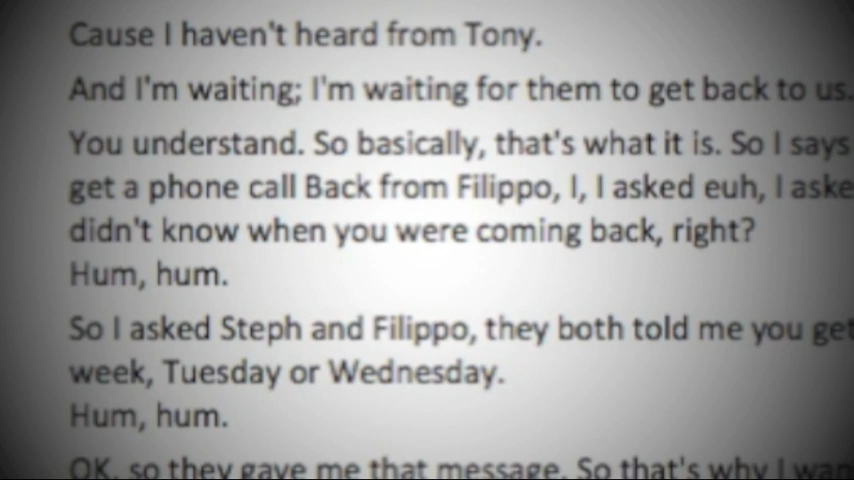 Cause I haven't heard from Tony.
And I'm waiting; I'm waiting for them to get back to us.
You understand. So basically, that's what it is. So I says
get a phone call Back from Filippo, I, I asked euh, I aske
didn't know when you were coming back, right?
Hum, hum.
So I asked Steph and Filippo, they both told me you get
week, Tuesday or Wednesday.
Hum, hum.
OK, so they gave me that message. So that's why I wan